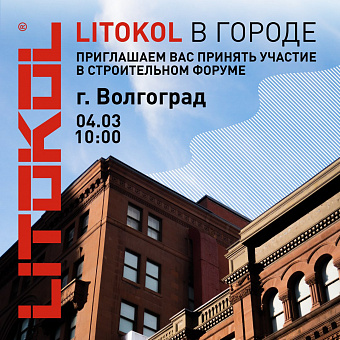 LITOKOL
®
LITOKOL В ГОРОДЕ
ПРИГЛАШАЕМ ВАС ПРИНЯТЬ УЧАСТИЕ
В СТРОИТЕЛЬНОМ ФОРУМЕ
г. Волгоград
04.03
10:00